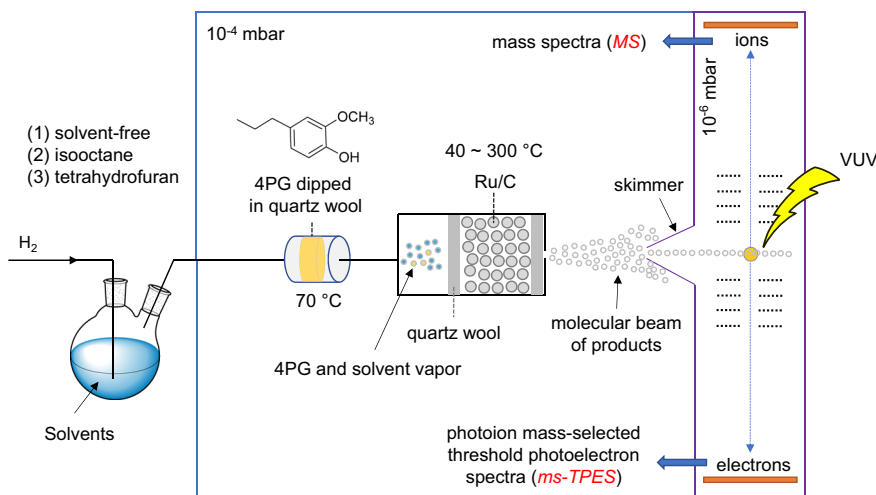 10⁻⁴ mbar
mass spectra (MS)
ions
10⁻⁶ mbar
VUV
(1) solvent-free
(2) isooctane
(3) tetrahydrofuran
OCH₃
OH
4PG dipped
in quartz wool
40 ~ 300 °C
Ru/C
skimmer
H₂
70 °C
quartz wool
4PG and solvent vapor
molecular beam
of products
Solvents
photoion mass-selected
threshold photoelectron
spectra (ms-TPES)
electrons